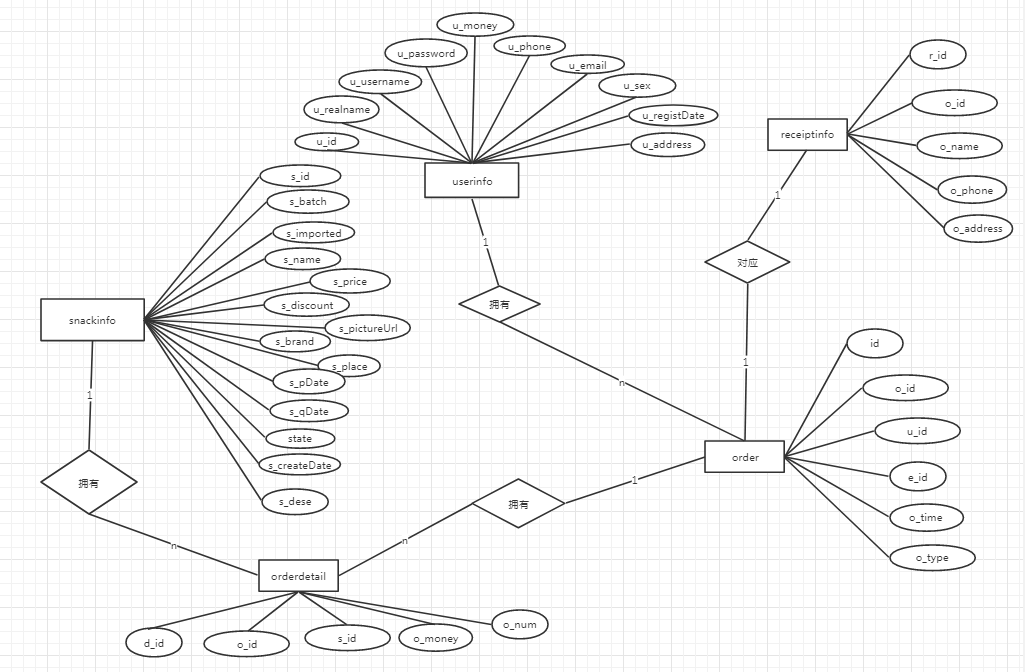 u_money
u_password
u_phone
u_email
u_username
u_sex
u_realname
u_registDate
u_id
u_address
userinfo
r_id
o_id
receiptinfo
o_name
o_phone
o_address
1
对应
1
s_id
s_batch
s_imported
s_name
s_price
s_discount
s_pictureUrl
s_brand
s_place
s_pDate
s_qDate
state
s_createDate
s_dese
snackinfo
1
拥有
n
1
拥有
n
id
o_id
u_id
order
e_id
o_time
o_type
1
拥有
n
orderdetail
d_id
o_id
s_id
o_money
o_num